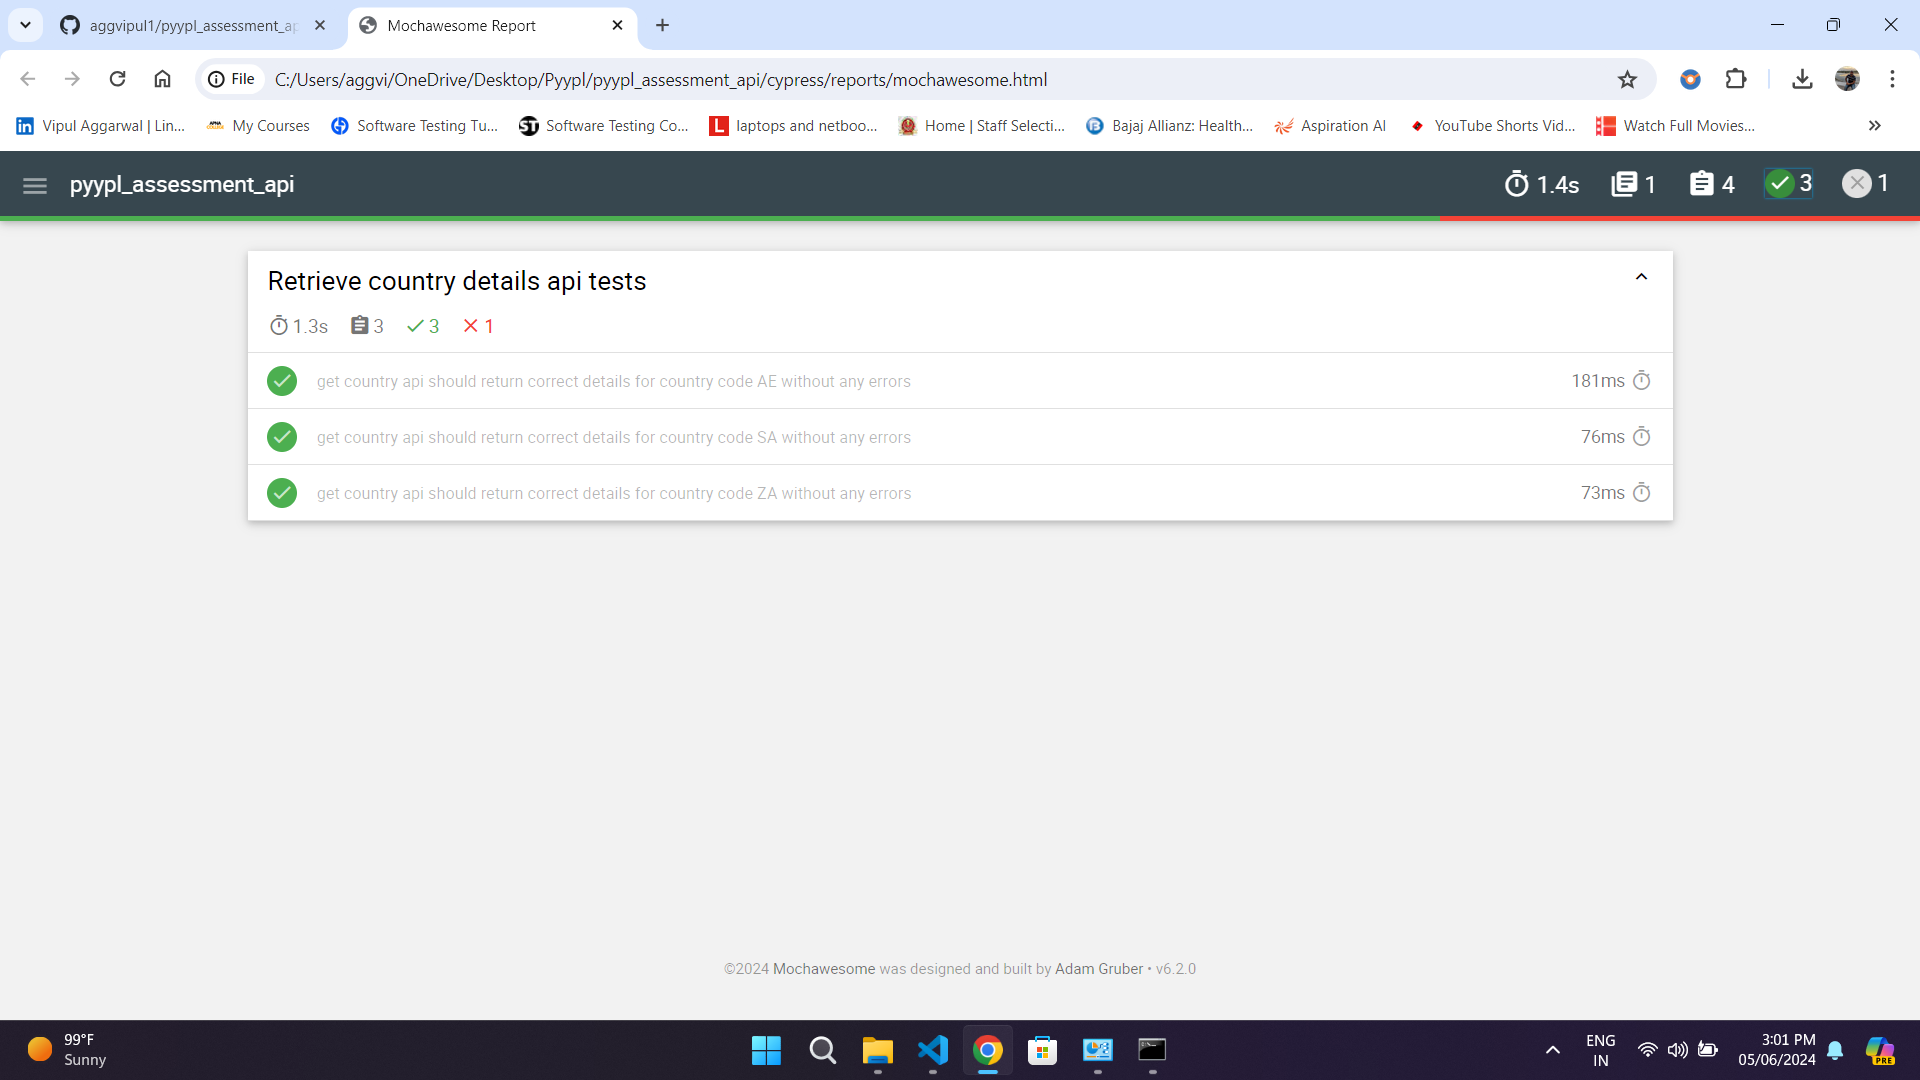 aggvipul1/pyypl_assessment_ap
Mochawesome Report
File
C:/Users/aggvi/OneDrive/Desktop/Pyypl/pyypl_assessment_api/cypress/reports/mochawesome.html
Vipul Aggarwal | Lin...
My Courses
Software Testing Tu...
Software Testing Co...
laptops and netboo...
Home | Staff Selecti...
Bajaj Allianz: Health...
Aspiration AI
YouTube Shorts Vid...
Watch Full Movies...
pyypl_assessment_api
1.4s
1
4
3
1
Retrieve country details api tests
1.3s
3
3
1
get country api should return correct details for country code AE without any errors
181ms
get country api should return correct details for country code SA without any errors
76ms
get country api should return correct details for country code ZA without any errors
73ms
©2024 Mochawesome was designed and built by Adam Gruber • v6.2.0
99°F
Sunny
ENG
IN
3:01 PM
05/06/2024
PRE